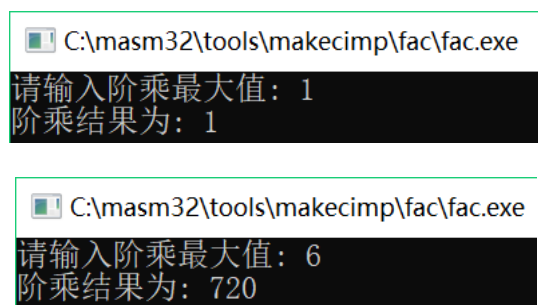 C:\masm32\tools\makecimp\fac\fac.exe
请输入阶乘最大值: 1
阶乘结果为: 1
C:\masm32\tools\makecimp\fac\fac.exe
请输入阶乘最大值: 6
阶乘结果为: 720